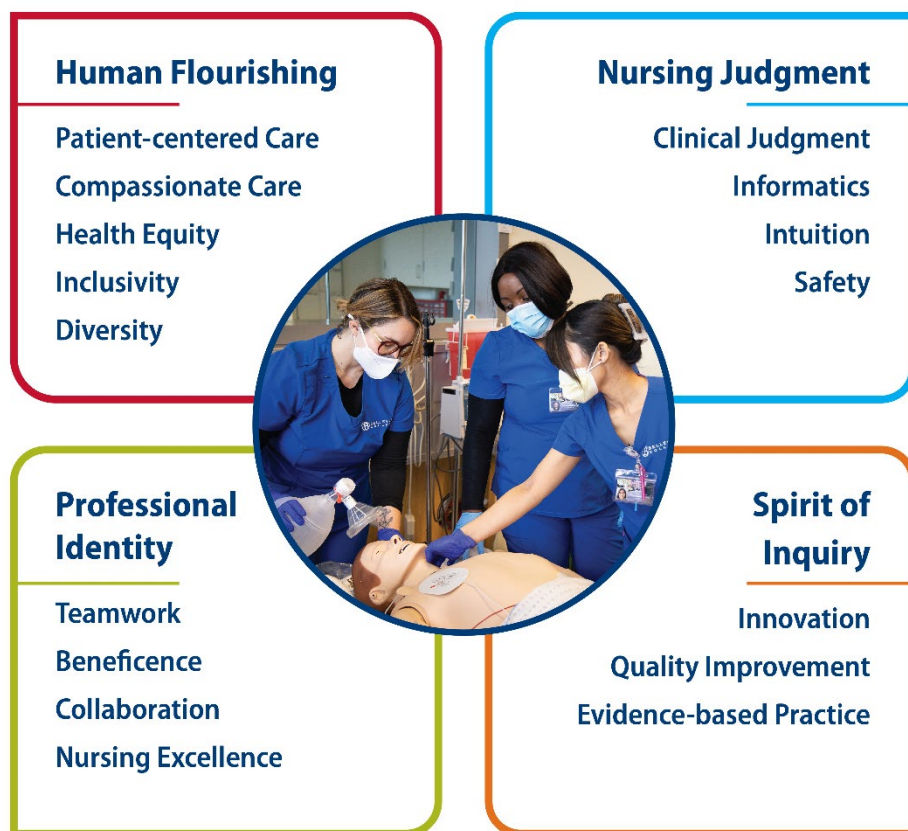 Human Flourishing
Patient-centered Care
Compassionate Care
Health Equity
Inclusivity
Diversity
Nursing Judgment
Clinical Judgment
Informatics
Intuition
Safety
Professional
Identity
Teamwork
Beneficence
Collaboration
Nursing Excellence
Spirit of
Inquiry
Innovation
Quality Improvement
Evidence-based Practice